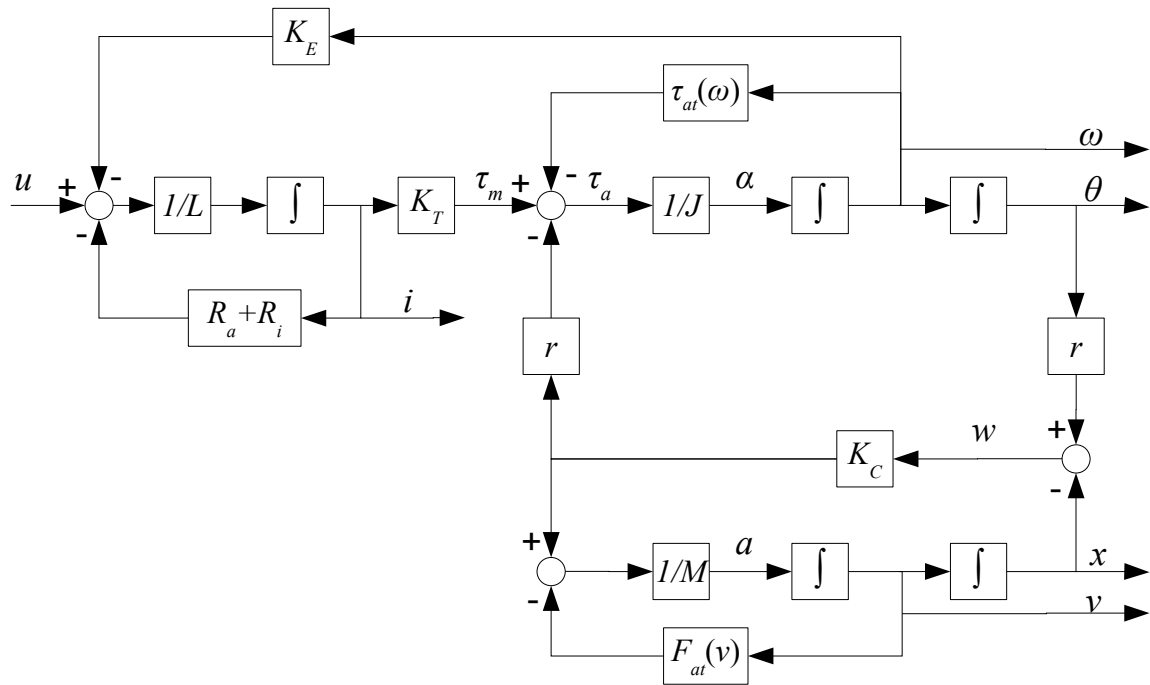 K_E
τ_at(ω)
ω
u + - 1/L ∫ K_T τ_m + - τ_a 1/J α ∫ ∫ θ
- -
R_a+R_i i
r r
+
K_C w
-
+ 1/M a ∫ ∫ x
-
v
F_at(v)